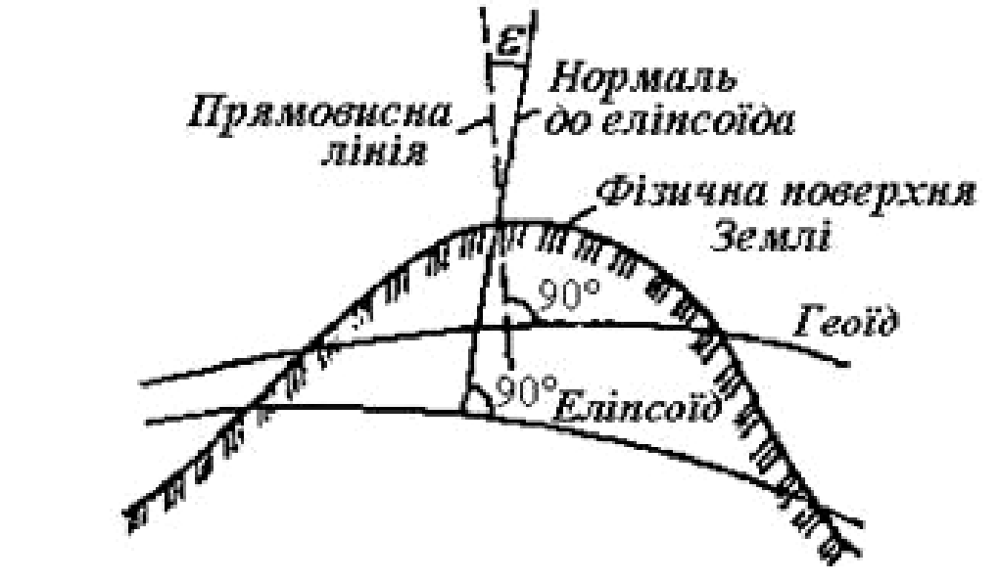 ε
Нормаль
до еліпсоїда
Прямовисна
лінія
Фізична поверхня
Землі
90°
Геоїд
90°
Еліпсоїд